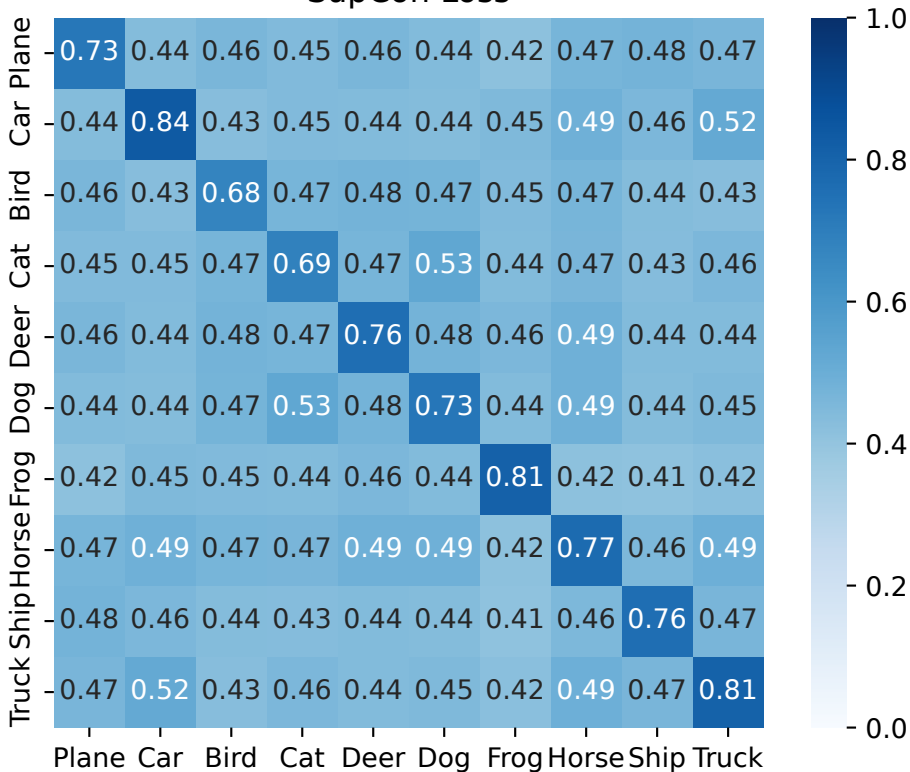 SupCon Loss
Plane 0.73 0.44 0.46 0.45 0.46 0.44 0.42 0.47 0.48 0.47
Car 0.44 0.84 0.43 0.45 0.44 0.44 0.45 0.49 0.46 0.52
Bird 0.46 0.43 0.68 0.47 0.48 0.47 0.45 0.47 0.44 0.43
Cat 0.45 0.45 0.47 0.69 0.47 0.53 0.44 0.47 0.43 0.46
Deer 0.46 0.44 0.48 0.47 0.76 0.48 0.46 0.49 0.44 0.44
Dog 0.44 0.44 0.47 0.53 0.48 0.73 0.44 0.49 0.44 0.45
Frog 0.42 0.45 0.45 0.44 0.46 0.44 0.81 0.42 0.41 0.42
Horse 0.47 0.49 0.47 0.47 0.49 0.49 0.42 0.77 0.46 0.49
Ship 0.48 0.46 0.44 0.43 0.44 0.44 0.41 0.46 0.76 0.47
Truck 0.47 0.52 0.43 0.46 0.44 0.45 0.42 0.49 0.47 0.81
Plane Car Bird Cat Deer Dog Frog Horse Ship Truck
1.0
0.8
0.6
0.4
0.2
0.0